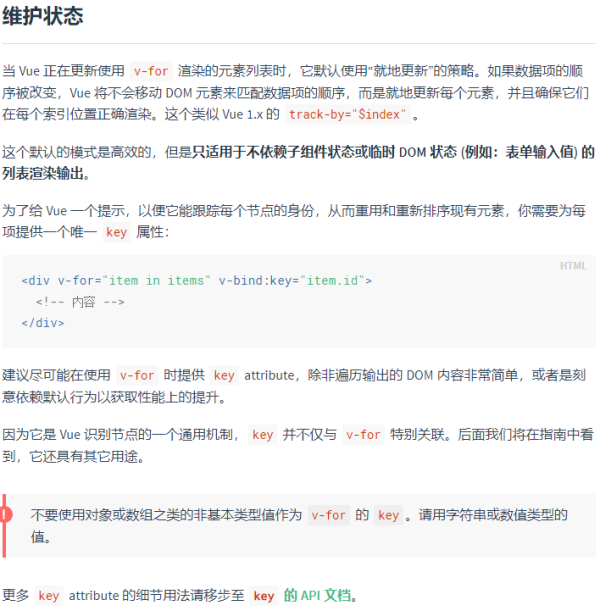 维护状态
当 Vue 正在更新使用 v-for 渲染的元素列表时，它默认使用“就地更新”的策略。如果数据项的顺
序被改变，Vue 将不会移动 DOM 元素来匹配数据项的顺序，而是就地更新每个元素，并且确保它们
在每个索引位置正确渲染。这个类似 Vue 1.x 的 track-by="$index" 。
这个默认的模式是高效的，但是只适用于不依赖子组件状态或临时 DOM 状态 (例如：表单输入值) 的
列表渲染输出。
为了给 Vue 一个提示，以便它能跟踪每个节点的身份，从而重用和重新排序现有元素，你需要为每
项提供一个唯一 key 属性：
HTML
<div v-for="item in items" v-bind:key="item.id">
  <!-- 内容 -->
</div>
建议尽可能在使用 v-for 时提供 key attribute，除非遍历输出的 DOM 内容非常简单，或者是刻
意依赖默认行为以获取性能上的提升。
因为它是 Vue 识别节点的一个通用机制， key 并不仅与 v-for 特别关联。后面我们将在指南中看
到，它还具有其它用途。
!
不要使用对象或数组之类的非基本类型值作为 v-for 的 key 。请用字符串或数值类型的
值。
更多 key attribute 的细节用法请移步至 key 的 API 文档。